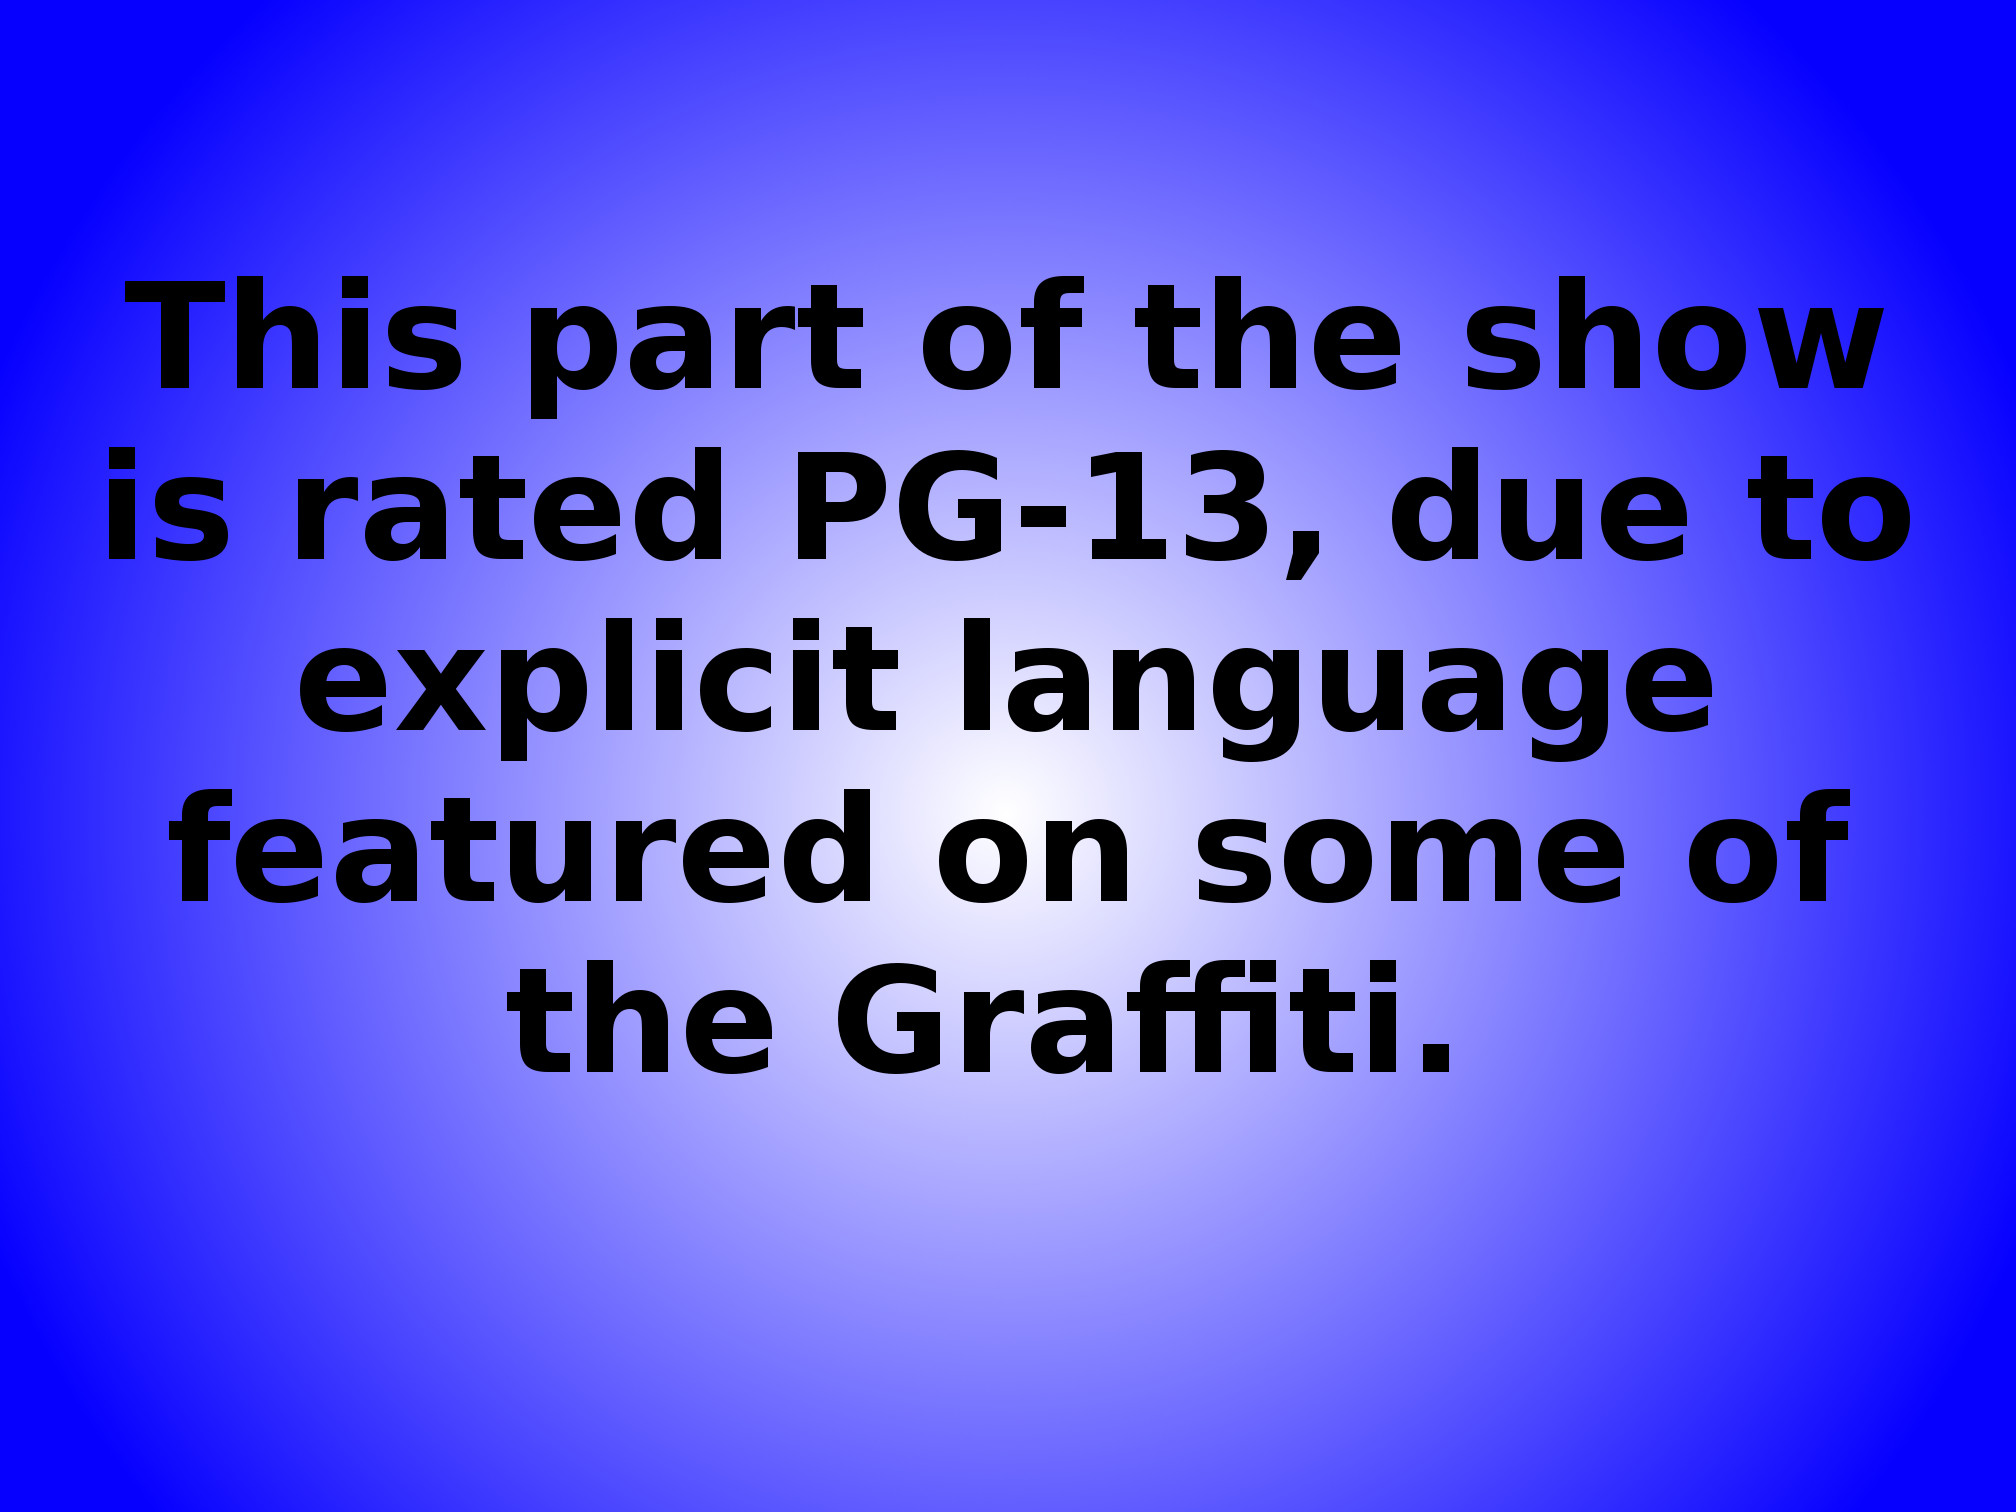 This part of the show
is rated PG-13, due to
explicit language
featured on some of
the Graffiti.